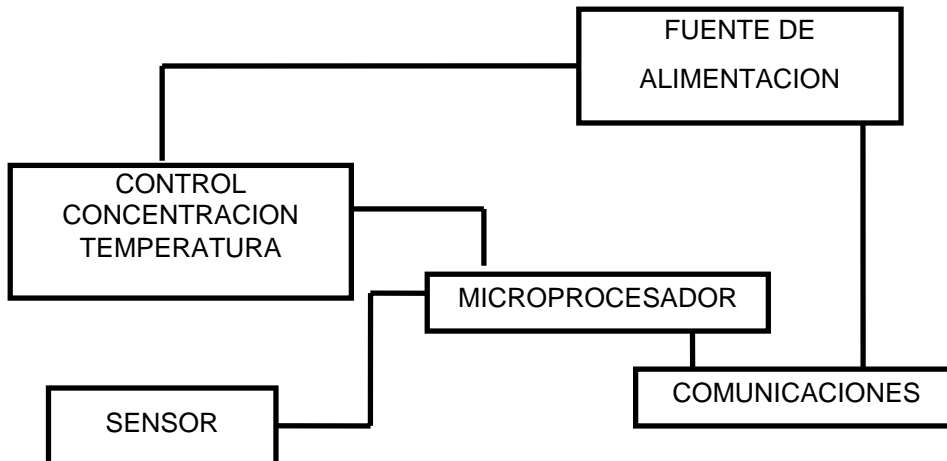 FUENTE DE
ALIMENTACION
CONTROL
CONCENTRACION
TEMPERATURA
MICROPROCESADOR
COMUNICACIONES
SENSOR